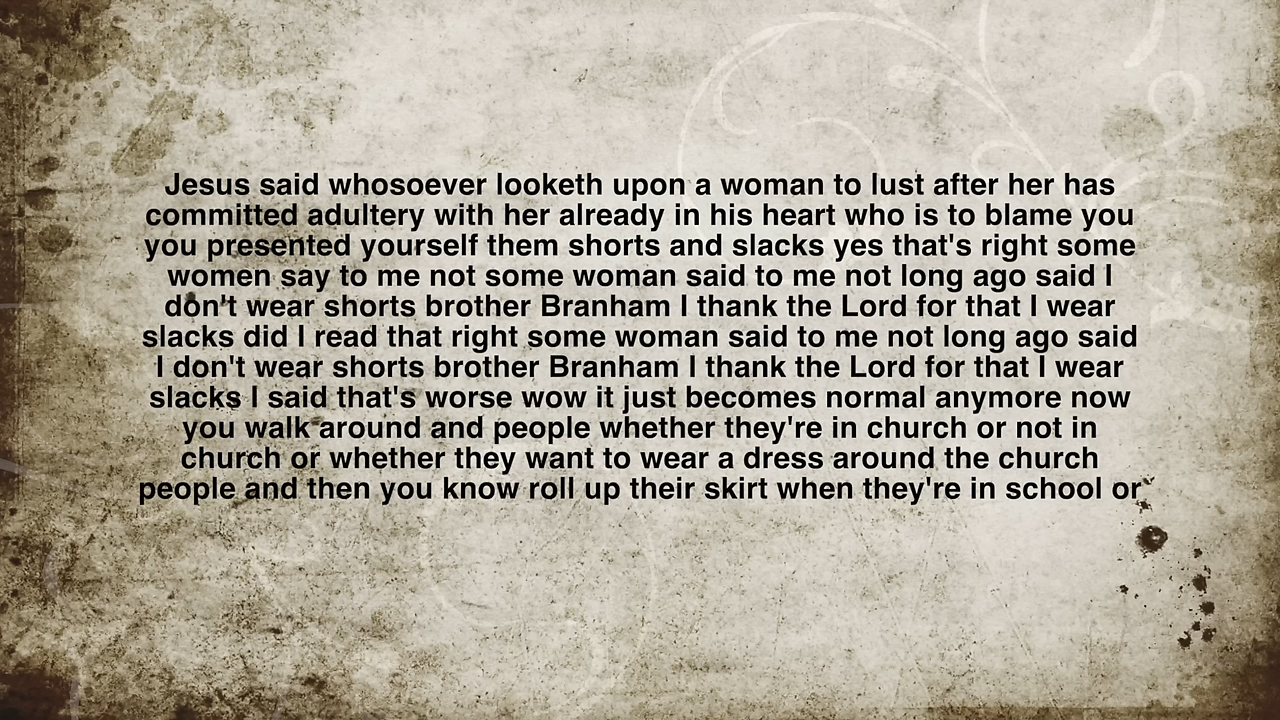 Jesus said whosoever looketh upon a woman to lust after her has
committed adultery with her already in his heart who is to blame you
you presented yourself them shorts and slacks yes that's right some
women say to me not some woman said to me not long ago said I
don't wear shorts brother Branham I thank the Lord for that I wear
slacks did I read that right some woman said to me not long ago said
I don't wear shorts brother Branham I thank the Lord for that I wear
slacks I said that's worse wow it just becomes normal anymore now
you walk around and people whether they're in church or not in
church or whether they want to wear a dress around the church
people and then you know roll up their skirt when they're in school or